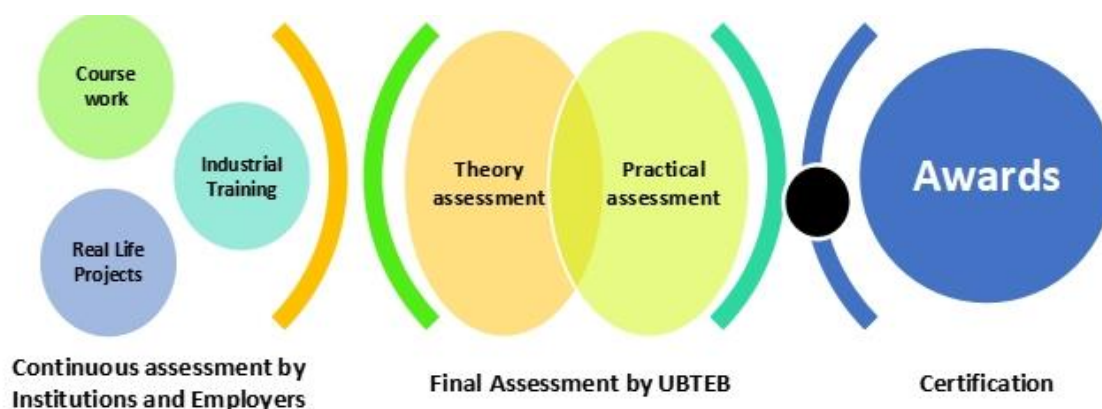 Course
work
Industrial
Training
Real Life
Projects
Theory
assessment
Practical
assessment
Awards
Continuous assessment by
Institutions and Employers
Final Assessment by UBTEB
Certification